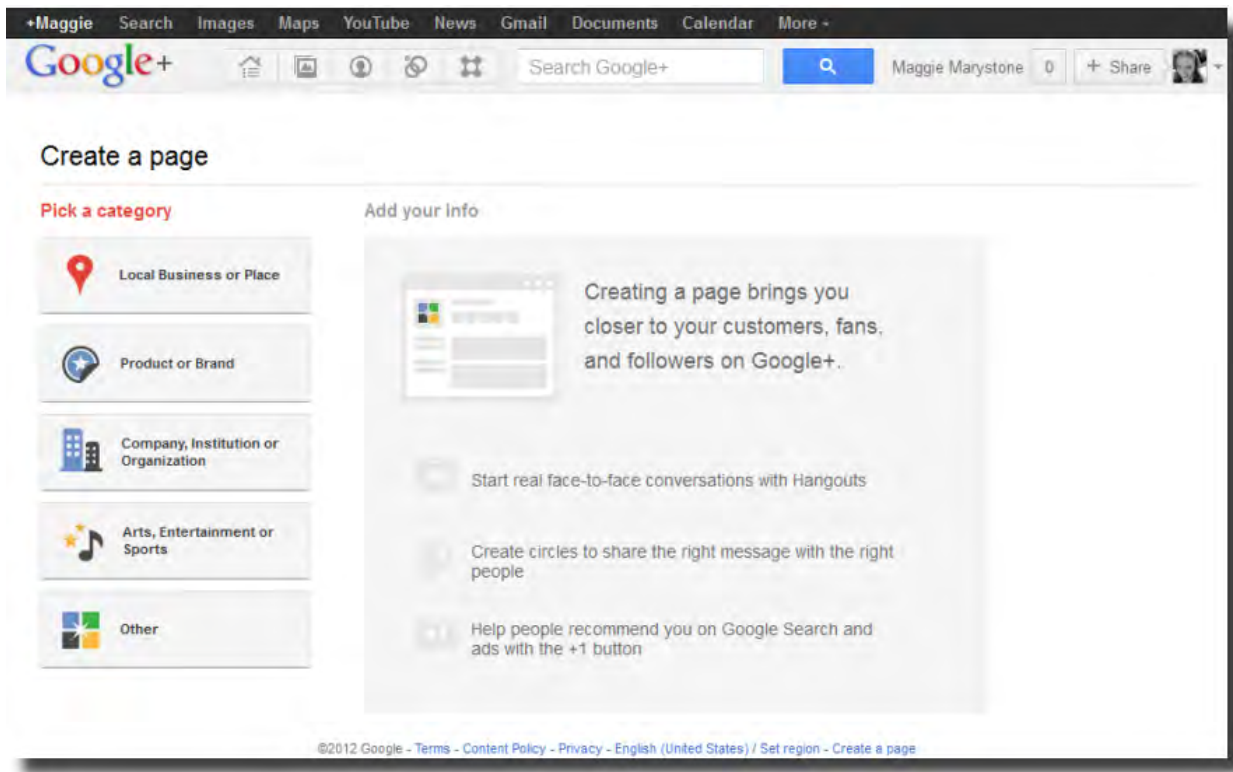 +Maggie Search Images Maps YouTube News Gmail Documents Calendar More
Google+ Search Google+ Maggie Marystone 0 + Share
Create a page
Pick a category
Add your info
Local Business or Place
Product or Brand
Company, Institution or
Organization
Arts, Entertainment or
Sports
Other
Creating a page brings you
closer to your customers, fans,
and followers on Google+.
Start real face-to-face conversations with Hangouts
Create circles to share the right message with the right
people
Help people recommend you on Google Search and
ads with the +1 button
©2012 Google - Terms - Content Policy - Privacy - English (United States) / Set region - Create a page